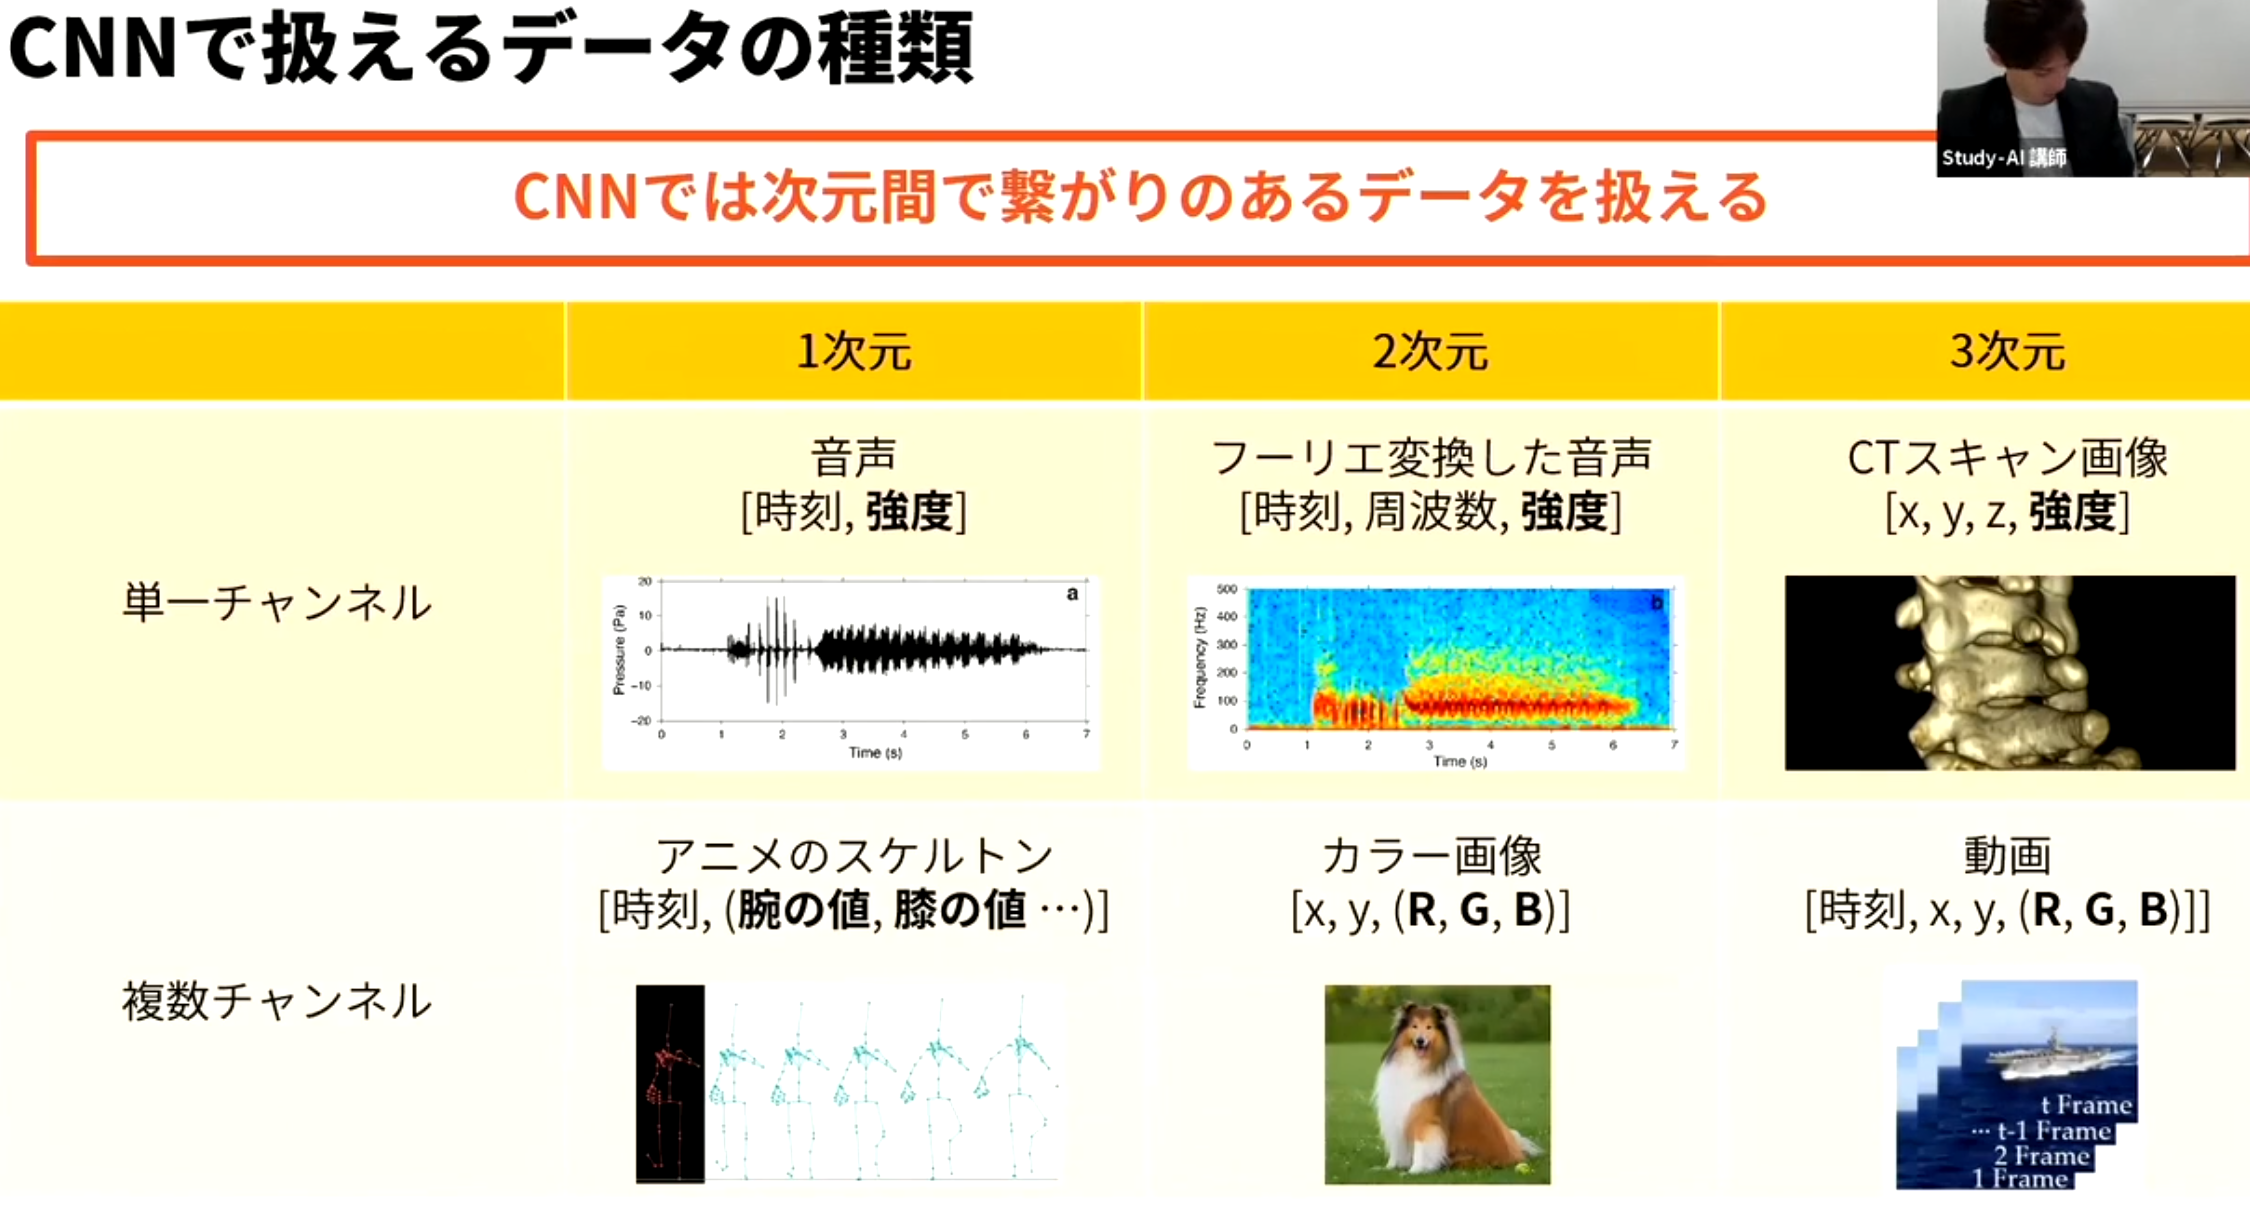 CNNで扱えるデータの種類
Study-AI 講師
CNNでは次元間で繋がりのあるデータを扱える
1次元
2次元
3次元
単一チャンネル
音声
[時刻, 強度]
20
10
0
−10
−20
Pressure (Pa)
a
0 1 2 3 4 5 6 7
Time (s)
フーリエ変換した音声
[時刻, 周波数, 強度]
500
400
300
200
100
0
Frequency (Hz)
b
0 1 2 3 4 5 6 7
Time (s)
CTスキャン画像
[x, y, z, 強度]
複数チャンネル
アニメのスケルトン
[時刻, (腕の値, 膝の値 …)]
カラー画像
[x, y, (R, G, B)]
動画
[時刻, x, y, (R, G, B)]]
t Frame
… t-1 Frame
2 Frame
1 Frame